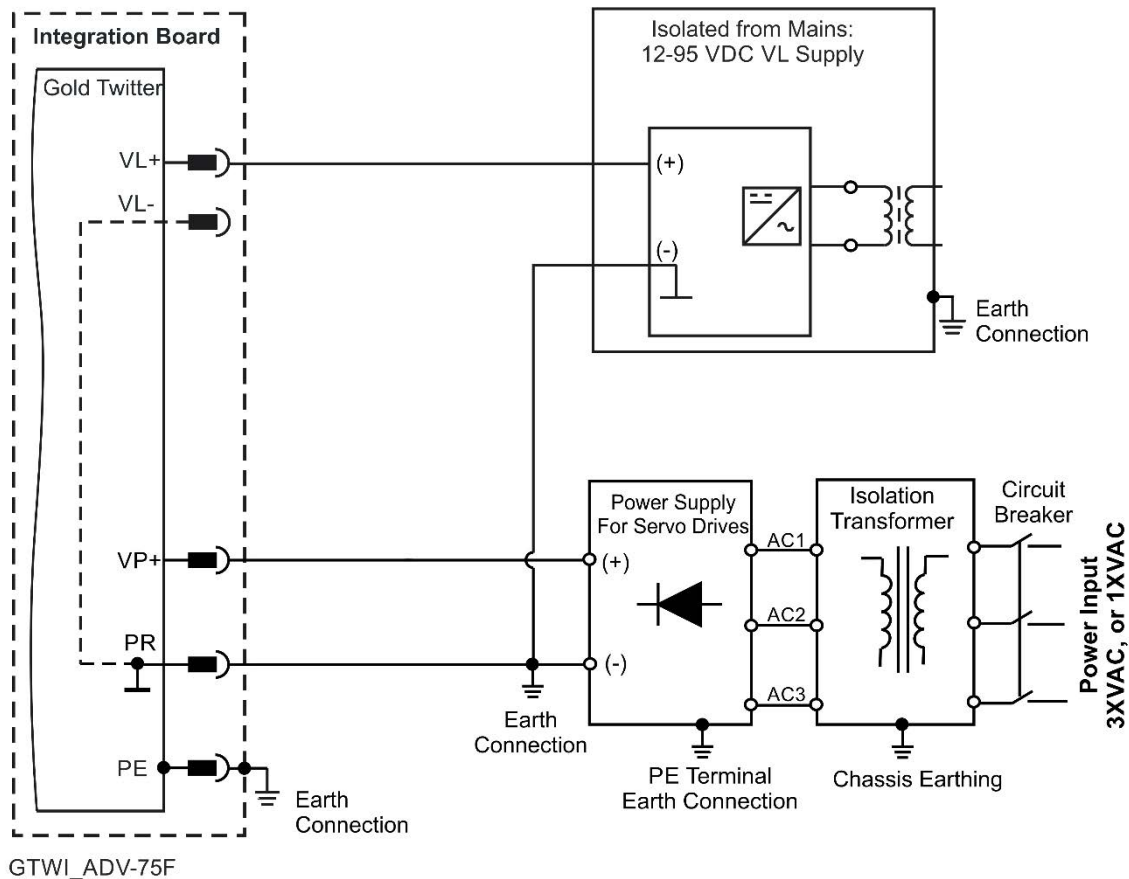 Integration Board
Gold Twitter
VL+
VL-
Isolated from Mains:
12-95 VDC VL Supply
(+)
(-)
Earth
Connection
VP+
PR
PE
Earth
Connection
Power Supply
For Servo Drives
(+)
(-)
Earth
Connection
PE Terminal
Earth Connection
AC1
AC2
AC3
Isolation
Transformer
Chassis Earthing
Circuit
Breaker
Power Input
3XVAC, or 1XVAC
GTWI_ADV-75F